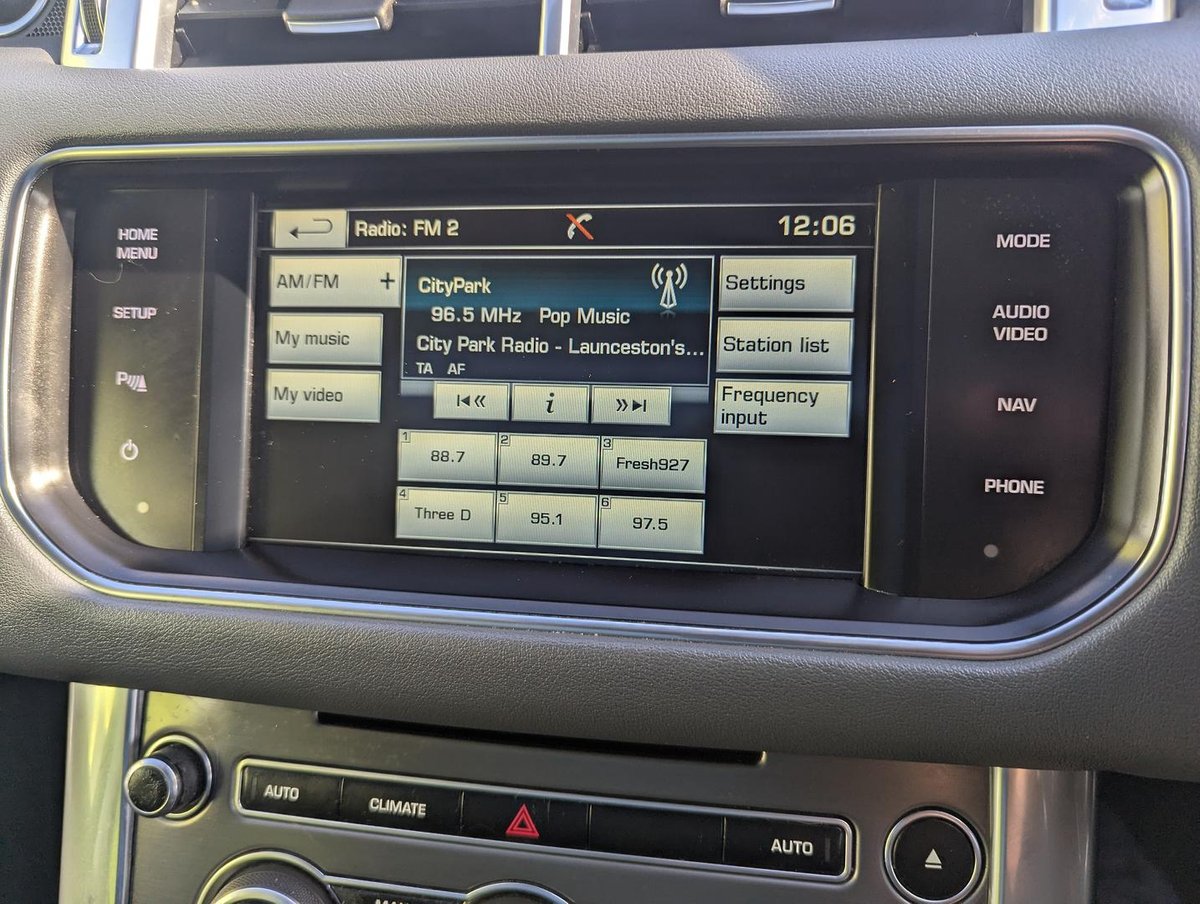 HOME
MENU
SETUP
P
Radio: FM 2
12:06
AM/FM +
My music
My video
CityPark
96.5 MHz Pop Music
City Park Radio - Launceston's...
TA AF
i
Settings
Station list
Frequency
input
1 88.7
2 89.7
3 Fresh927
4 Three D
5 95.1
6 97.5
MODE
AUDIO
VIDEO
NAV
PHONE
AUTO
CLIMATE
AUTO